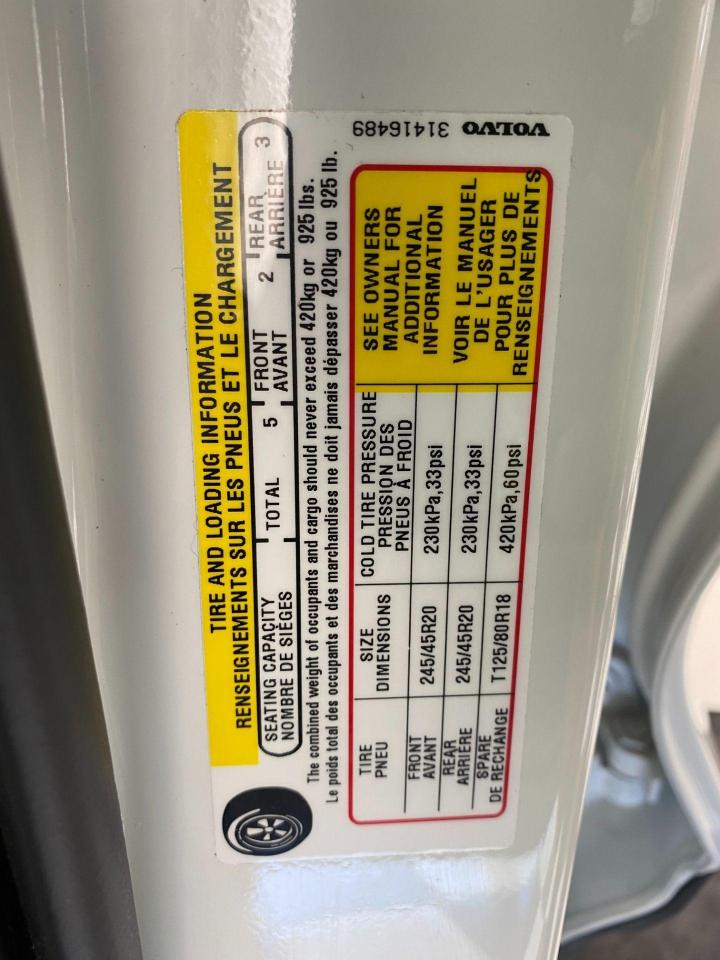 TIRE AND LOADING INFORMATION
RENSEIGNEMENTS SUR LES PNEUS ET LE CHARGEMENT
SEATING CAPACITY
NOMBRE DE SIÈGES
TOTAL 5
FRONT
AVANT
2
REAR
ARRIÈRE
3
The combined weight of occupants and cargo should never exceed 420kg or 925 lbs.
Le poids total des occupants et des marchandises ne doit jamais dépasser 420kg ou 925 lb.
TIRE
PNEU
SIZE
DIMENSIONS
COLD TIRE PRESSURE
PRESSION DES
PNEUS À FROID
SEE OWNERS
MANUAL FOR
ADDITIONAL
INFORMATION
VOIR LE MANUEL
DE L'USAGER
POUR PLUS DE
RENSEIGNEMENTS
FRONT
AVANT
245/45R20
230kPa,33psi
REAR
ARRIÈRE
245/45R20
230kPa,33psi
SPARE
DE RECHANGE
T125/80R18
420kPa,60psi
VOLVO 31416489